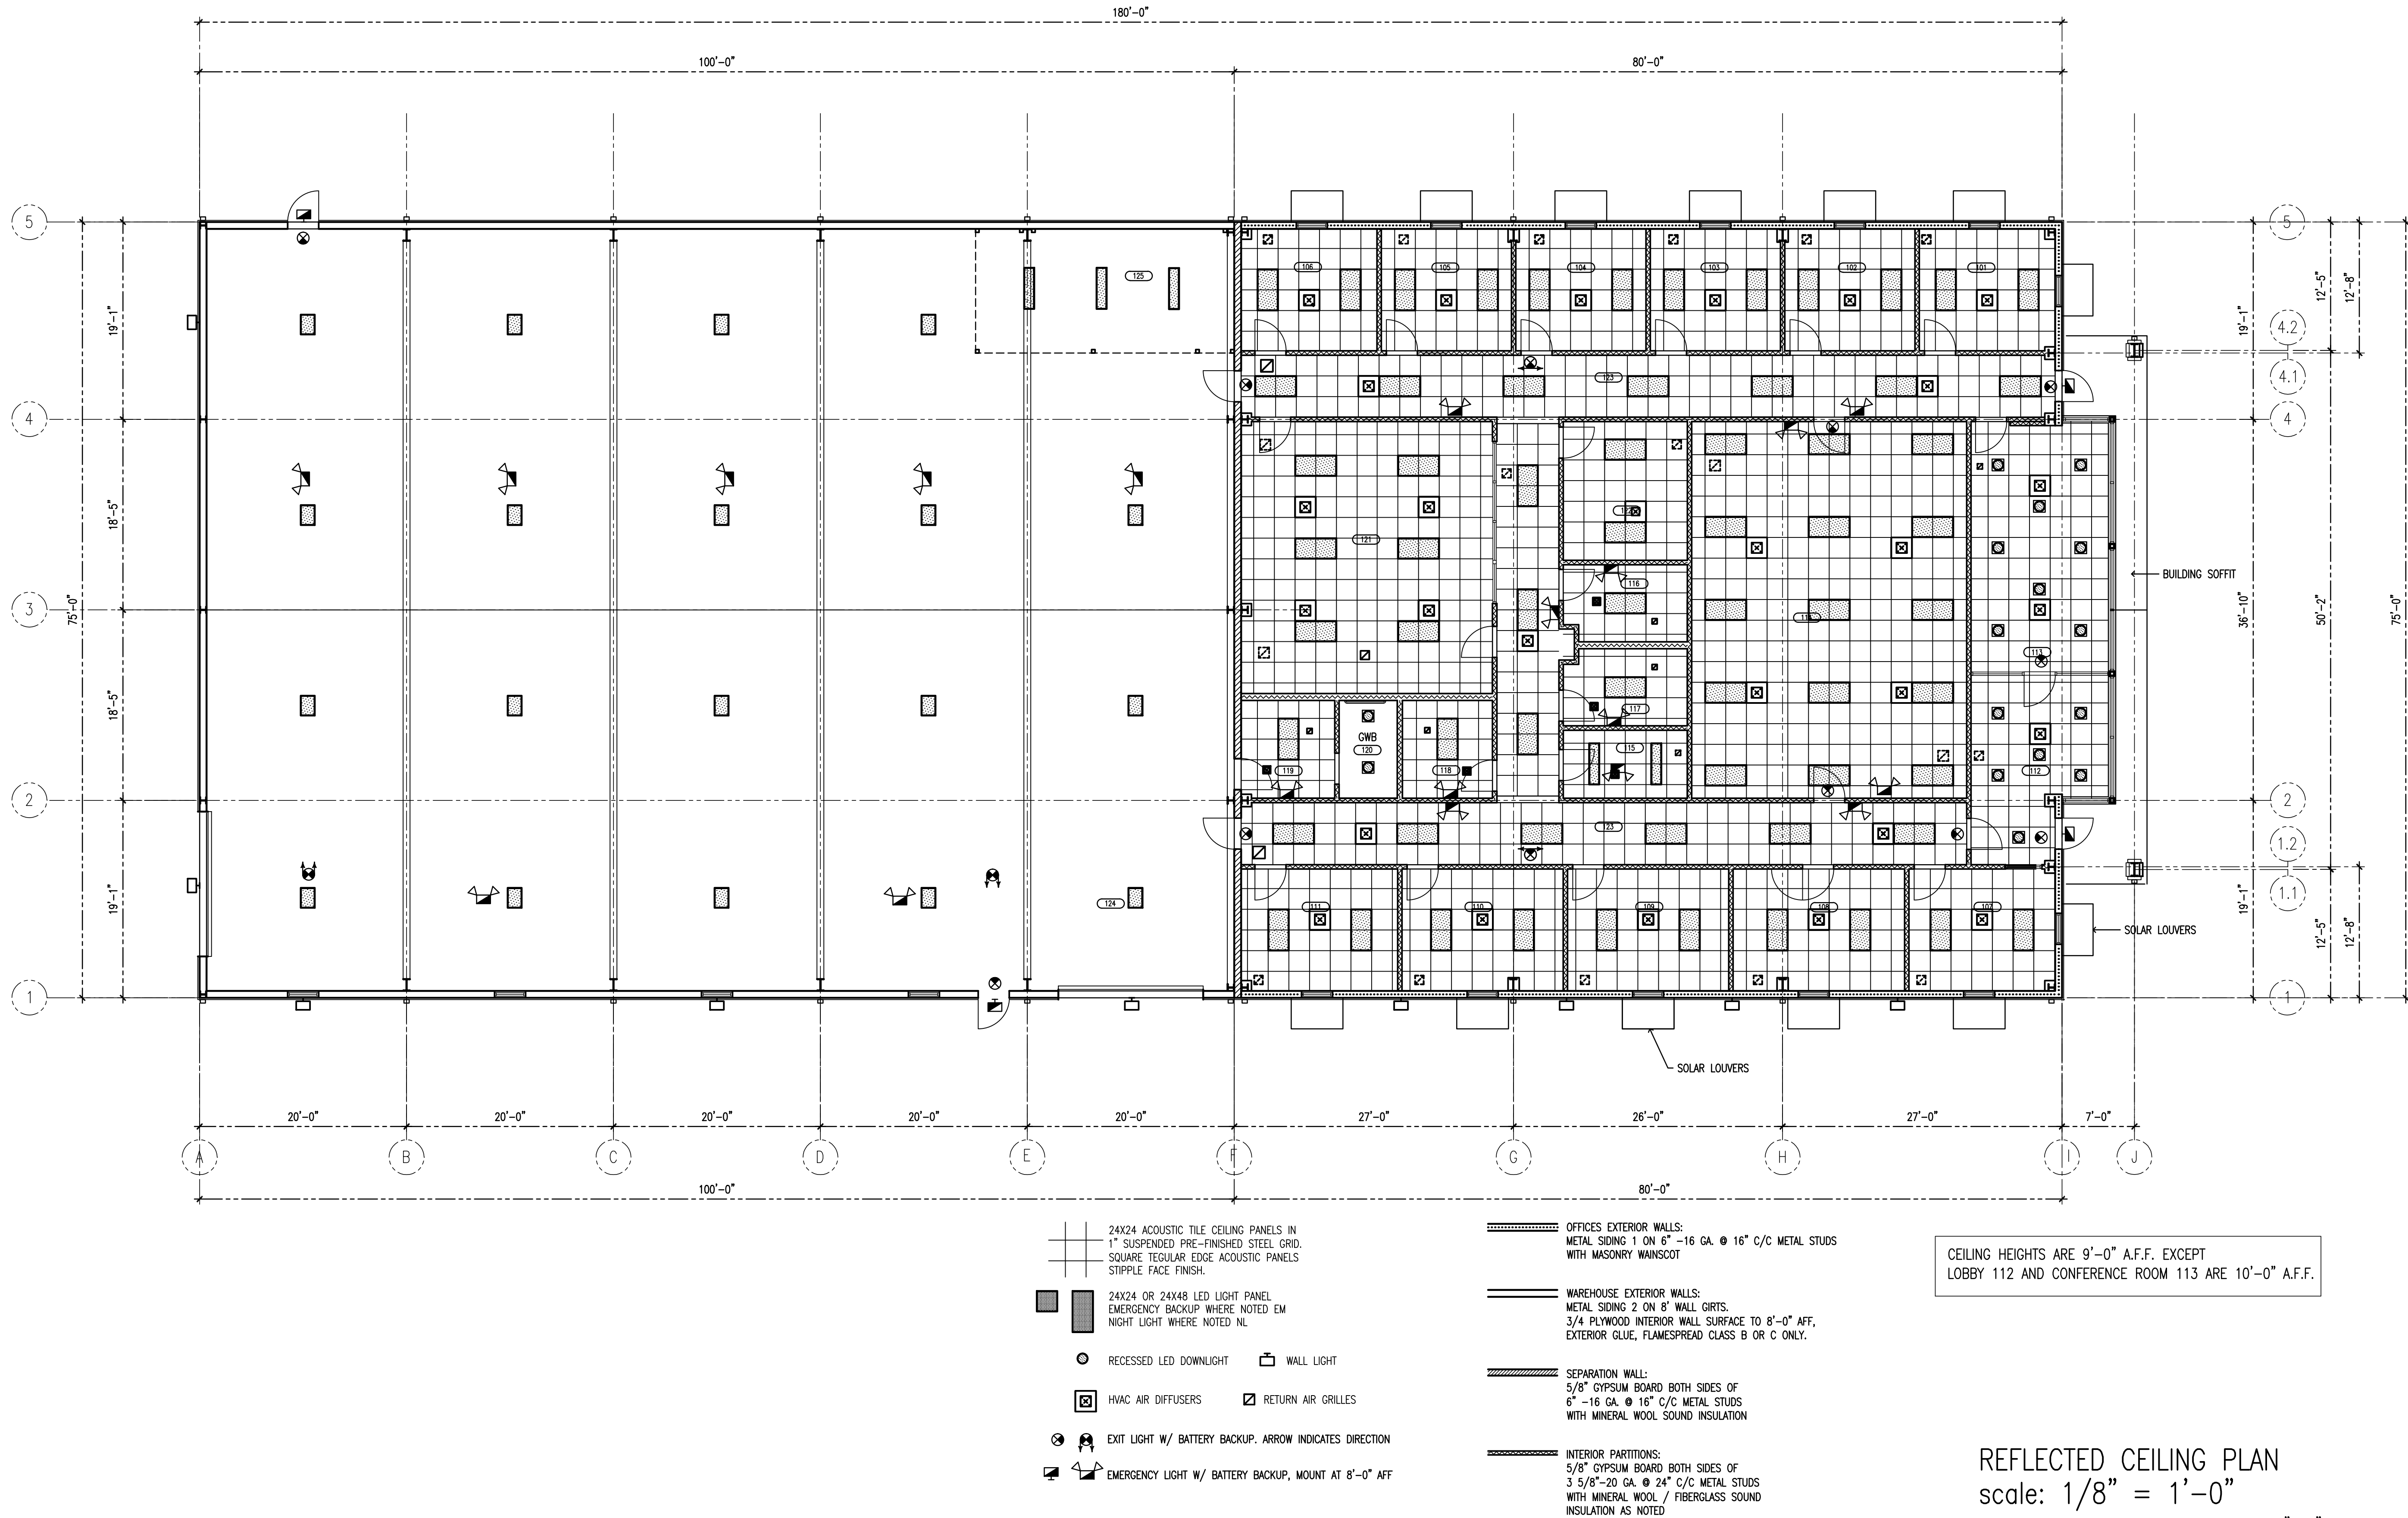 180'-0"
100'-0"
80'-0"
5
5
106
105
104
103
102
101
125
19'-1"
19'-1"
12'-5"
12'-8"
4.2
4.1
123
4
4
18'-5"
121
116
BUILDING SOFFIT
3
75'-0"
36'-10"
50'-2"
75'-0"
113
18'-5"
117
GWB
120
115
119
118
112
2
2
123
1.2
1.1
19'-1"
19'-1"
12'-5"
12'-8"
124
111
110
109
108
107
SOLAR LOUVERS
1
1
SOLAR LOUVERS
20'-0"
20'-0"
20'-0"
20'-0"
20'-0"
27'-0"
26'-0"
27'-0"
7'-0"
A
B
C
D
E
F
G
H
I
J
100'-0"
80'-0"
24X24 ACOUSTIC TILE CEILING PANELS IN
1" SUSPENDED PRE-FINISHED STEEL GRID.
SQUARE TEGULAR EDGE ACOUSTIC PANELS
STIPPLE FACE FINISH.
24X24 OR 24X48 LED LIGHT PANEL
EMERGENCY BACKUP WHERE NOTED EM
NIGHT LIGHT WHERE NOTED NL
RECESSED LED DOWNLIGHT
WALL LIGHT
HVAC AIR DIFFUSERS
RETURN AIR GRILLES
EXIT LIGHT W/ BATTERY BACKUP. ARROW INDICATES DIRECTION
EMERGENCY LIGHT W/ BATTERY BACKUP, MOUNT AT 8'-0" AFF
OFFICES EXTERIOR WALLS:
METAL SIDING 1 ON 6" -16 GA. @ 16" C/C METAL STUDS
WITH MASONRY WAINSCOT
WAREHOUSE EXTERIOR WALLS:
METAL SIDING 2 ON 8' WALL GIRTS.
3/4 PLYWOOD INTERIOR WALL SURFACE TO 8'-0" AFF,
EXTERIOR GLUE, FLAMESPREAD CLASS B OR C ONLY.
SEPARATION WALL:
5/8" GYPSUM BOARD BOTH SIDES OF
6" -16 GA. @ 16" C/C METAL STUDS
WITH MINERAL WOOL SOUND INSULATION
INTERIOR PARTITIONS:
5/8" GYPSUM BOARD BOTH SIDES OF
3 5/8"-20 GA. @ 24" C/C METAL STUDS
WITH MINERAL WOOL / FIBERGLASS SOUND
INSULATION AS NOTED
CEILING HEIGHTS ARE 9'-0" A.F.F. EXCEPT
LOBBY 112 AND CONFERENCE ROOM 113 ARE 10'-0" A.F.F.
REFLECTED CEILING PLAN
scale: 1/8" = 1'-0"